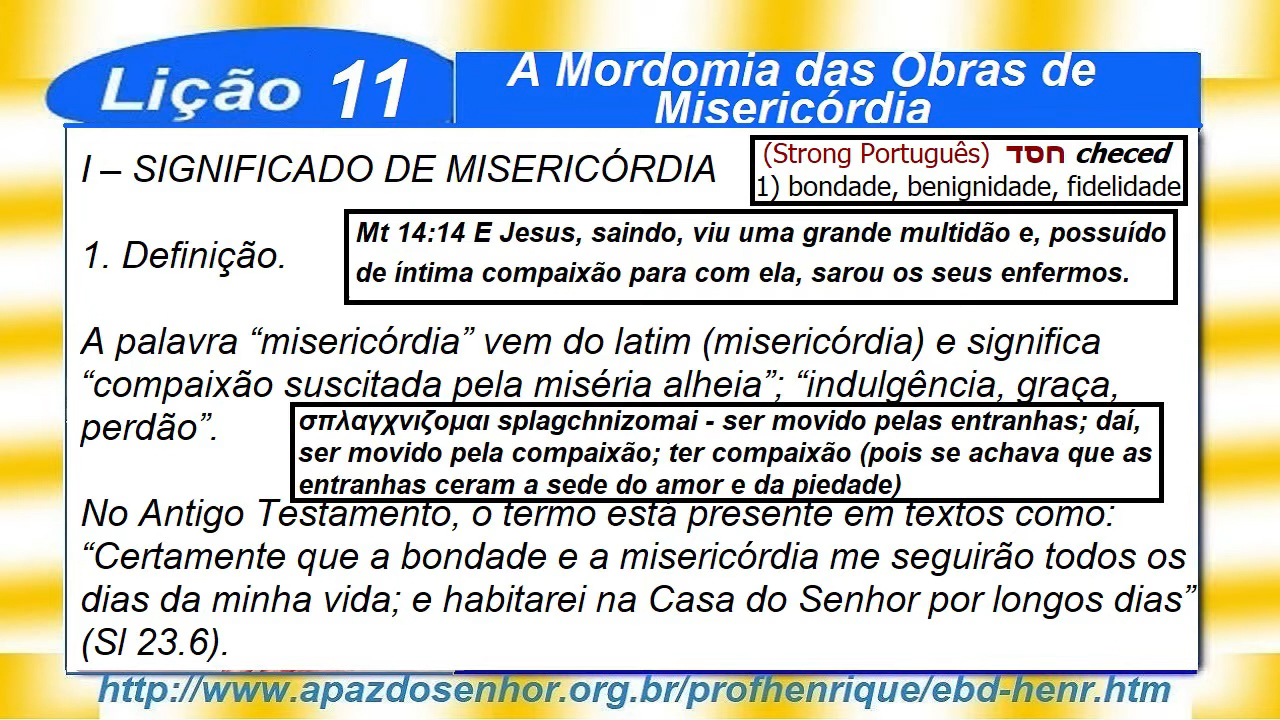 Lição 11
A Mordomia das Obras de
Misericórdia
I – SIGNIFICADO DE MISERICÓRDIA
(Strong Português) חסד checed
1) bondade, benignidade, fidelidade
1. Definição.
Mt 14:14 E Jesus, saindo, viu uma grande multidão e, possuído
de íntima compaixão para com ela, sarou os seus enfermos.
A palavra “misericórdia” vem do latim (misericórdia) e significa
“compaixão suscitada pela miséria alheia”; “indulgência, graça,
perdão”.
σπλαγχνιζομαι splagchnizomai - ser movido pelas entranhas; daí,
ser movido pela compaixão; ter compaixão (pois se achava que as
entranhas ceram a sede do amor e da piedade)
No Antigo Testamento, o termo está presente em textos como:
“Certamente que a bondade e a misericórdia me seguirão todos os
dias da minha vida; e habitarei na Casa do Senhor por longos dias”
(Sl 23.6).
http://www.apazdosenhor.org.br/profhenrique/ebd-henr.htm